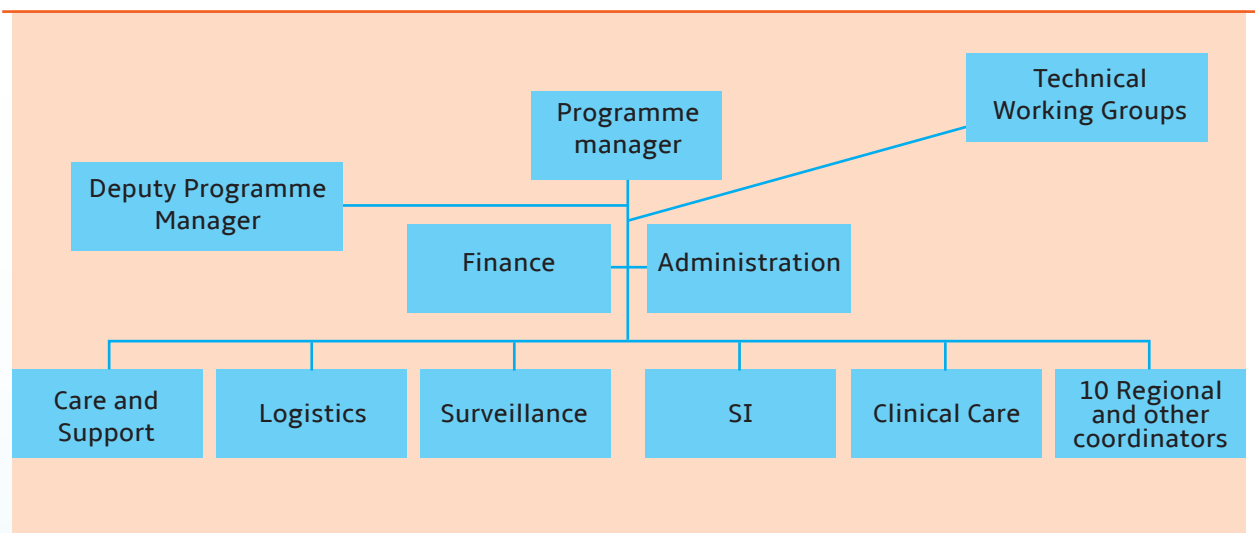 Technical
Working Groups
Programme
manager
Deputy Programme
Manager
Finance
Administration
Care and
Support
Logistics
Surveillance
SI
Clinical Care
10 Regional
and other
coordinators